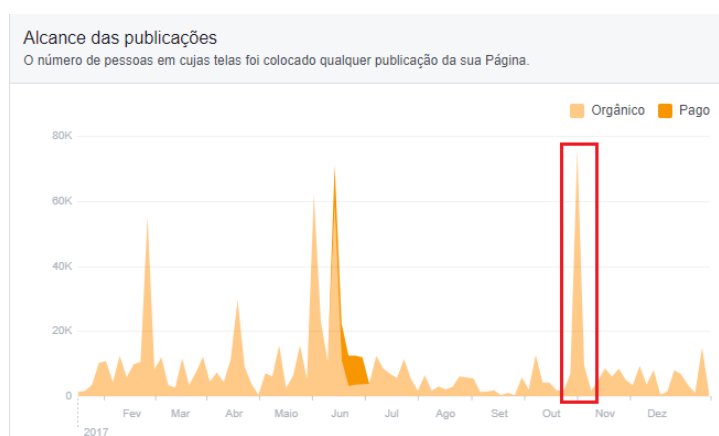 Alcance das publicações
O número de pessoas em cujas telas foi colocado qualquer publicação da sua Página.
Orgânico Pago
80K
60K
40K
20K
0
Fev Mar Abr Maio Jun Jul Ago Set Out Nov Dez
2017